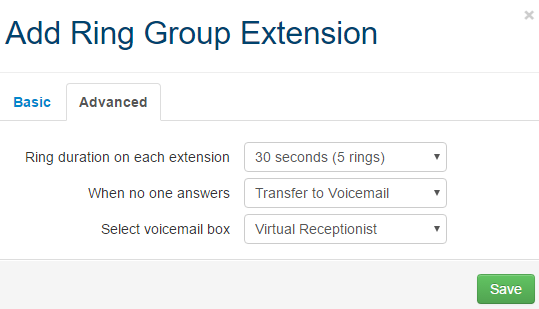 Add Ring Group Extension
Basic Advanced
Ring duration on each extension 30 seconds (5 rings)
When no one answers Transfer to Voicemail
Select voicemail box Virtual Receptionist
Save